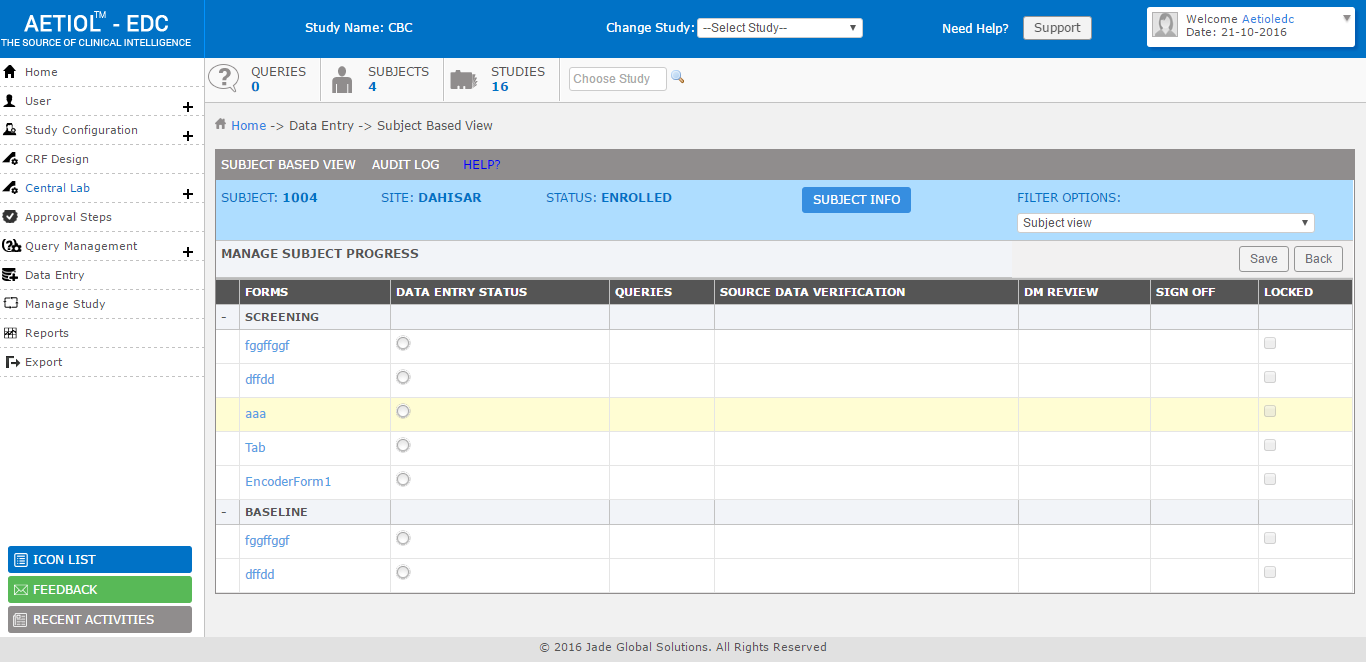 AETIOL™ - EDC
THE SOURCE OF CLINICAL INTELLIGENCE
Study Name: CBC
Change Study: --Select Study--
Need Help? Support
Welcome Aetioledc
Date: 21-10-2016
Home
User +
Study Configuration +
CRF Design
Central Lab +
Approval Steps
Query Management +
Data Entry
Manage Study
Reports
Export
ICON LIST
FEEDBACK
RECENT ACTIVITIES
QUERIES
0
SUBJECTS
4
STUDIES
16
Choose Study
Home -> Data Entry -> Subject Based View
SUBJECT BASED VIEW AUDIT LOG HELP?
SUBJECT: 1004 SITE: DAHISAR STATUS: ENROLLED SUBJECT INFO FILTER OPTIONS:
Subject view
MANAGE SUBJECT PROGRESS Save Back
FORMS DATA ENTRY STATUS QUERIES SOURCE DATA VERIFICATION DM REVIEW SIGN OFF LOCKED
- SCREENING
fggffggf
dffdd
aaa
Tab
EncoderForm1
- BASELINE
fggffggf
dffdd
© 2016 Jade Global Solutions. All Rights Reserved